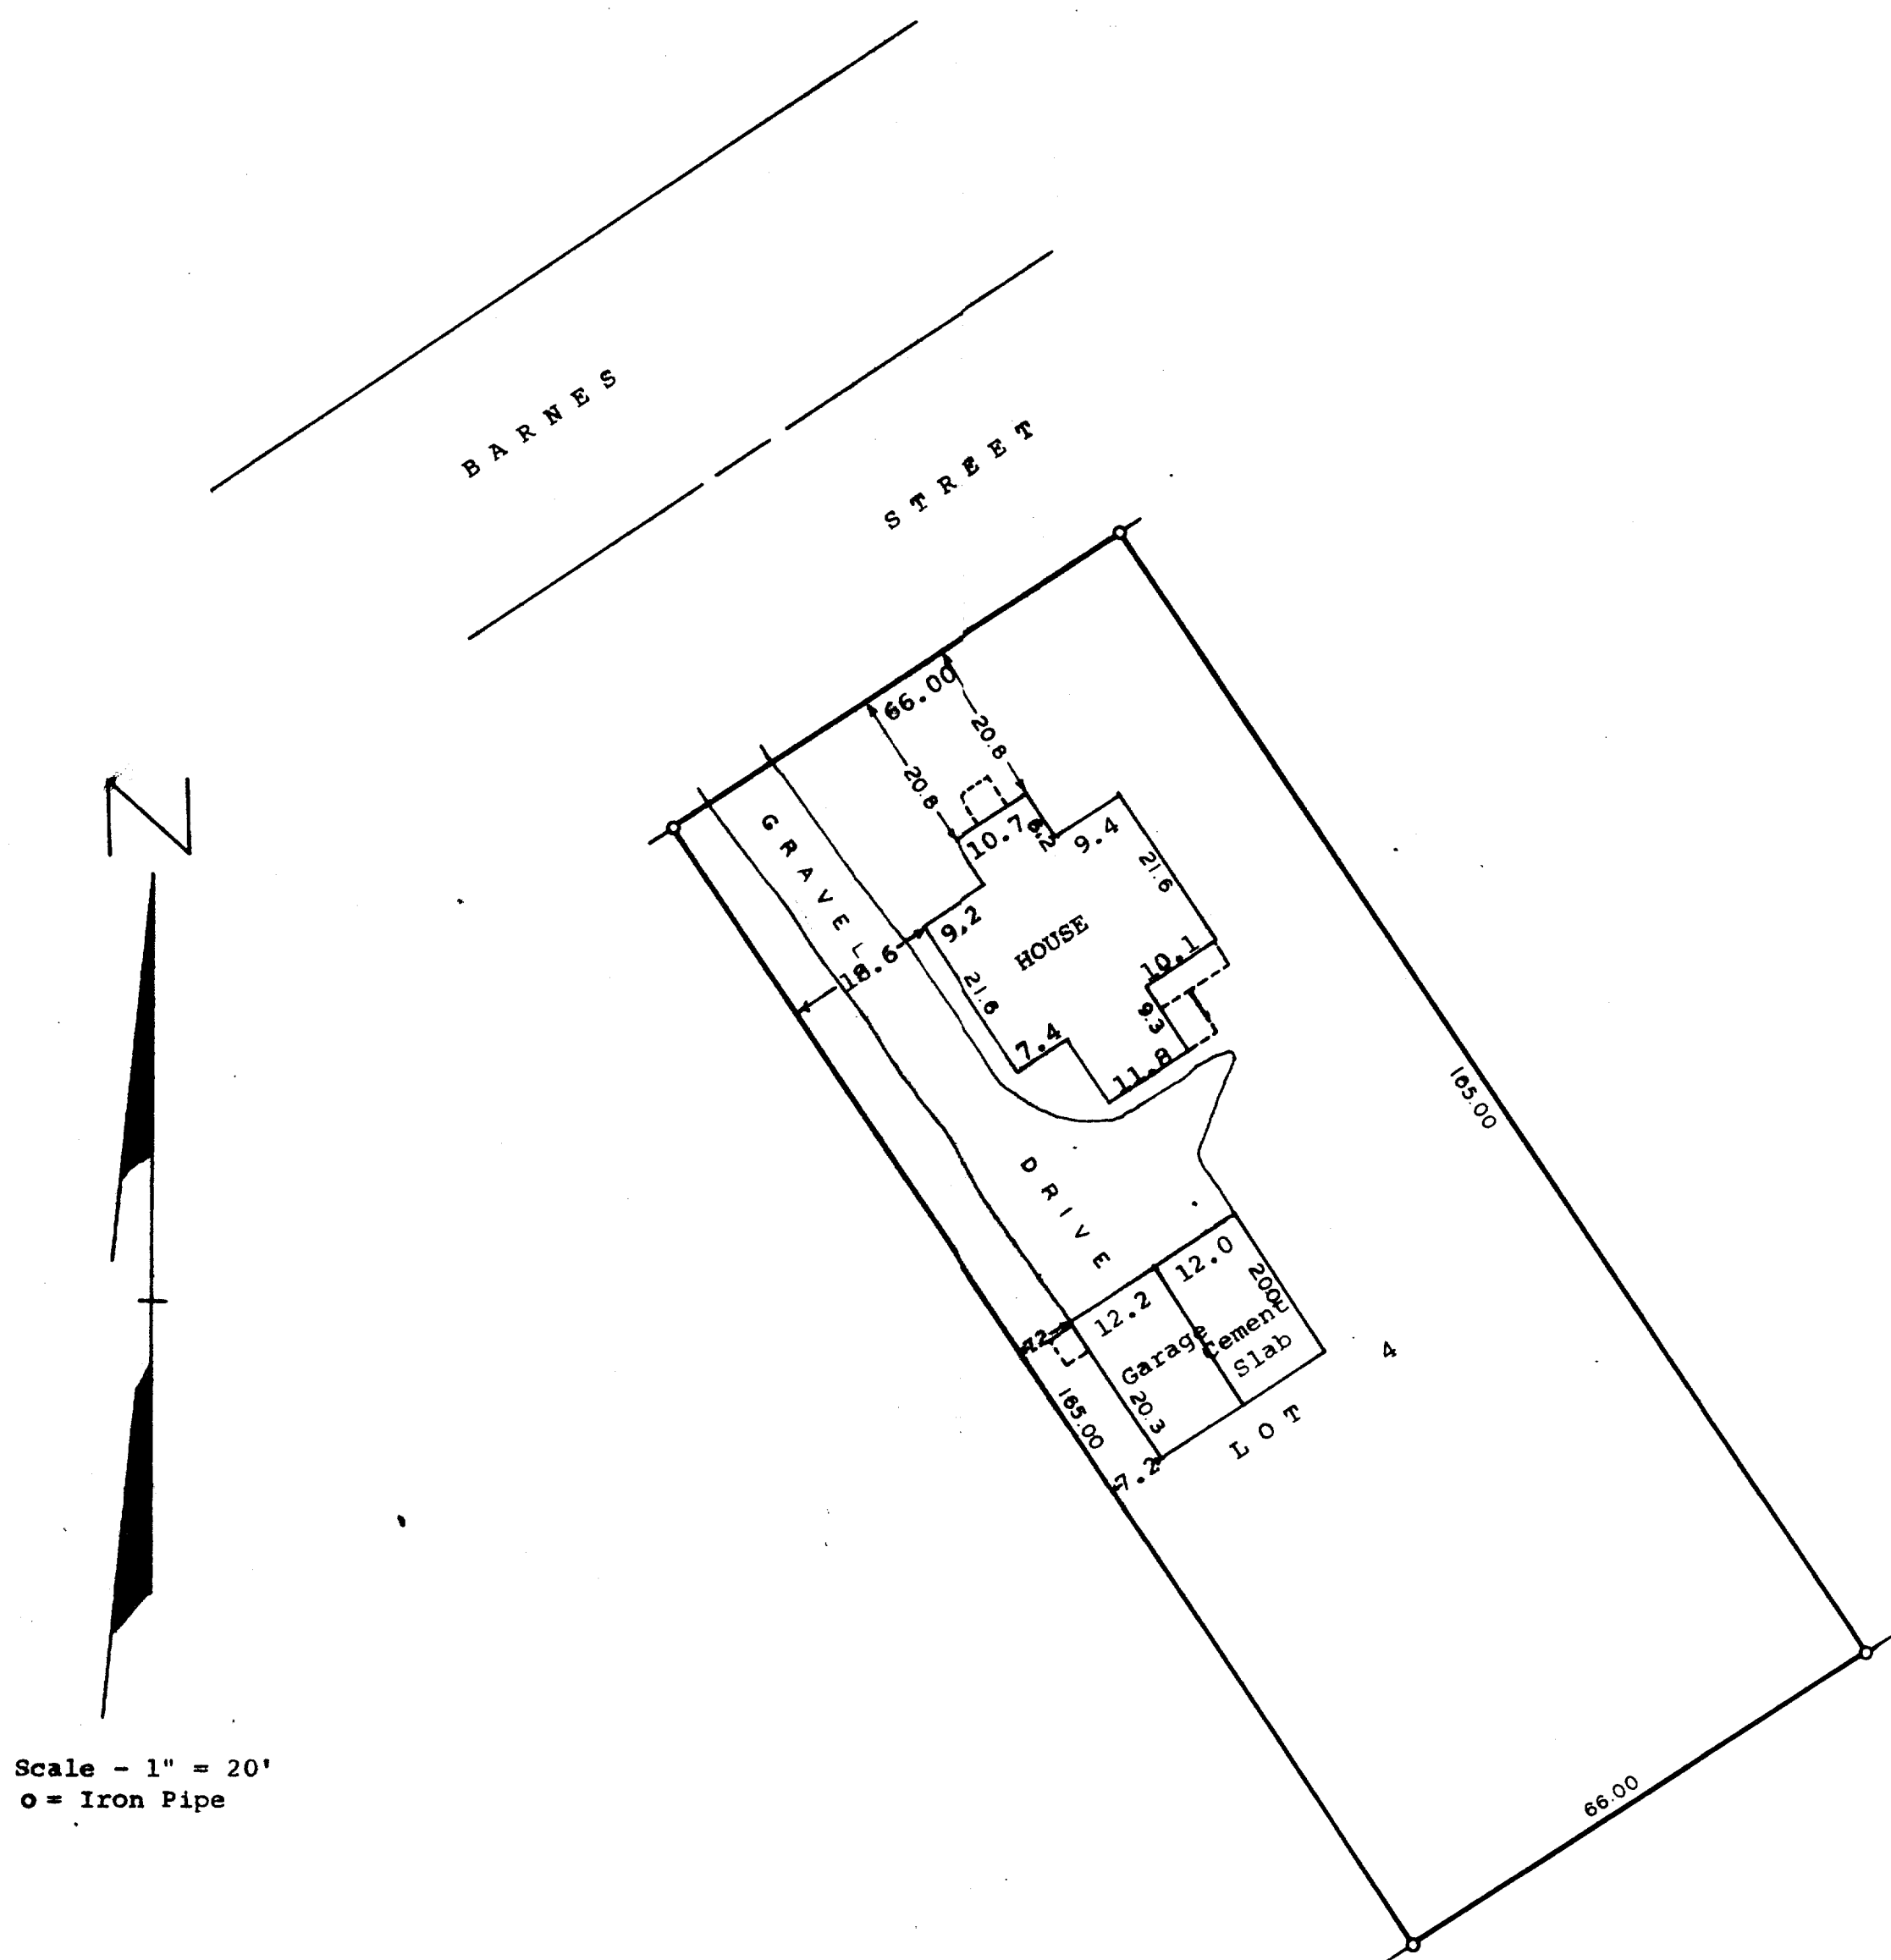 BARNES
STREET
66.00
20.8
20.8
GRAVEL
10.7
6.2
9.4
21.6
9.2
HOUSE
18.6
21.6
10.1
9.3
7.4
11.8
165.00
DRIVE
12.0
12.2
7.2
Garage
Cement
Slab
20.3
165.00
7.2
LOT 4
66.00
N
Scale - 1" = 20'
o = Iron Pipe